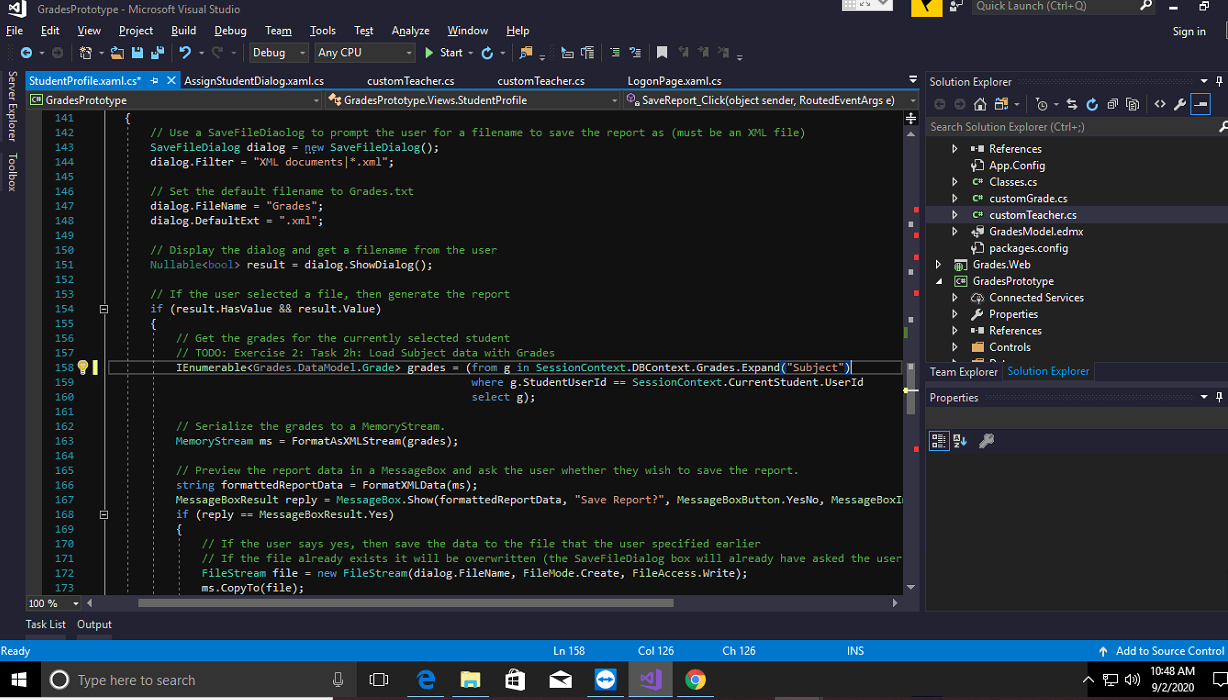 GradesPrototype - Microsoft Visual Studio
Quick Launch (Ctrl+Q)
File Edit View Project Build Debug Team Tools Test Analyze Window Help
Sign in
Debug Any CPU Start
Server Explorer
Toolbox
StudentProfile.xaml.cs* AssignStudentDialog.xaml.cs customTeacher.cs customTeacher.cs LogonPage.xaml.cs
GradesPrototype GradesPrototype.Views.StudentProfile SaveReport_Click(object sender, RoutedEventArgs e)
141 {
142 // Use a SaveFileDiaolog to prompt the user for a filename to save the report as (must be an XML file)
143 SaveFileDialog dialog = new SaveFileDialog();
144 dialog.Filter = "XML documents|*.xml";
145
146 // Set the default filename to Grades.txt
147 dialog.FileName = "Grades";
148 dialog.DefaultExt = ".xml";
149
150 // Display the dialog and get a filename from the user
151 Nullable<bool> result = dialog.ShowDialog();
152
153 // If the user selected a file, then generate the report
154 if (result.HasValue && result.Value)
155 {
156 // Get the grades for the currently selected student
157 // TODO: Exercise 2: Task 2h: Load Subject data with Grades
158 IEnumerable<Grades.DataModel.Grade> grades = (from g in SessionContext.DBContext.Grades.Expand("Subject")
159 where g.StudentUserId == SessionContext.CurrentStudent.UserId
160 select g);
161
162 // Serialize the grades to a MemoryStream.
163 MemoryStream ms = FormatAsXMLStream(grades);
164
165 // Preview the report data in a MessageBox and ask the user whether they wish to save the report.
166 string formattedReportData = FormatXMLData(ms);
167 MessageBoxResult reply = MessageBox.Show(formattedReportData, "Save Report?", MessageBoxButton.YesNo, MessageBoxIm
168 if (reply == MessageBoxResult.Yes)
169 {
170 // If the user says yes, then save the data to the file that the user specified earlier
171 // If the file already exists it will be overwritten (the SaveFileDialog box will already have asked the user
172 FileStream file = new FileStream(dialog.FileName, FileMode.Create, FileAccess.Write);
173 ms.CopyTo(file);
100 %
Task List Output
Solution Explorer
Search Solution Explorer (Ctrl+;)
References
App.Config
Classes.cs
customGrade.cs
customTeacher.cs
GradesModel.edmx
packages.config
Grades.Web
GradesPrototype
Connected Services
Properties
References
Controls
Team Explorer Solution Explorer
Properties
Ready Ln 158 Col 126 Ch 126 INS Add to Source Control
Type here to search
10:48 AM
9/2/2020